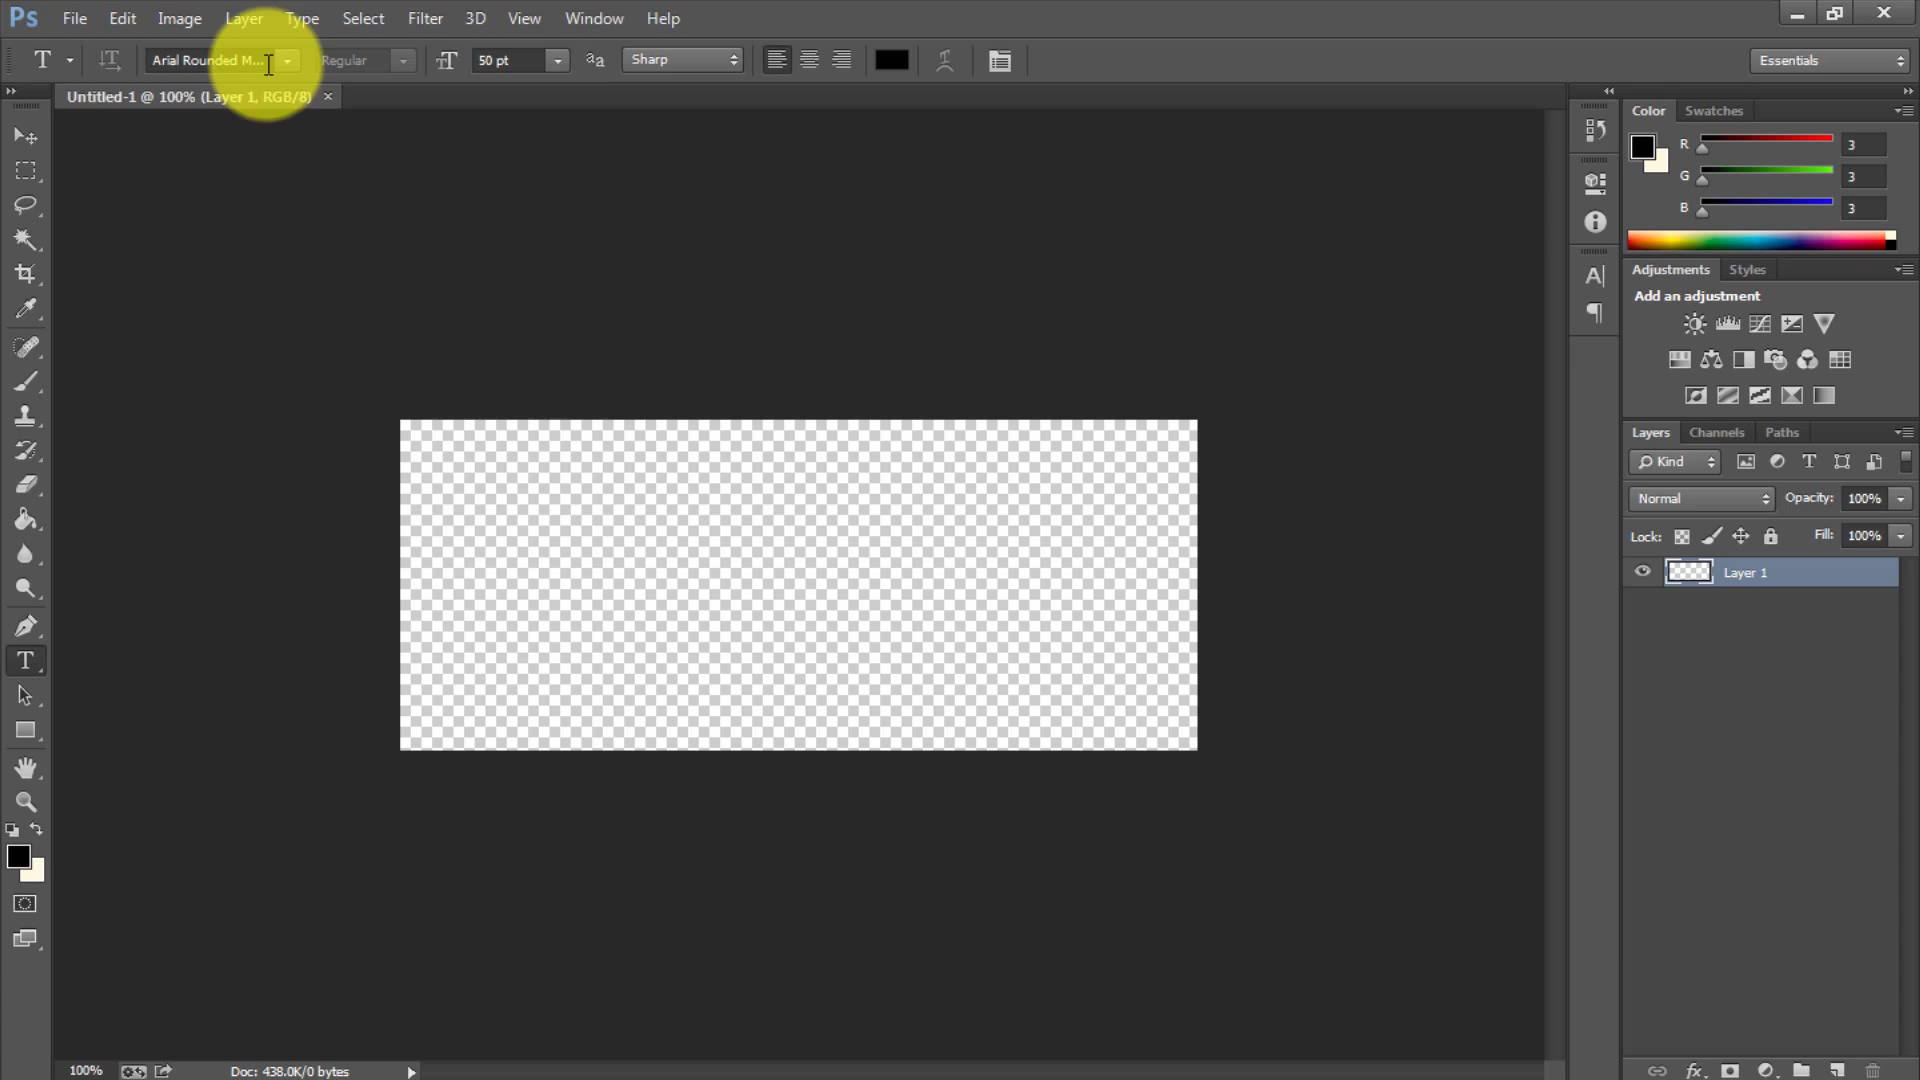 Ps File Edit Image Layer Type Select Filter 3D View Window Help
T Arial Rounded M... Regular 50 pt aa Sharp Essentials
Untitled-1 @ 100% (Layer 1, RGB/8) ×
Color Swatches
R 3
G 3
B 3
Adjustments Styles
Add an adjustment
Layers Channels Paths
Kind
Normal Opacity: 100%
Lock: Fill: 100%
Layer 1
100% Doc: 438.0K/0 bytes fx